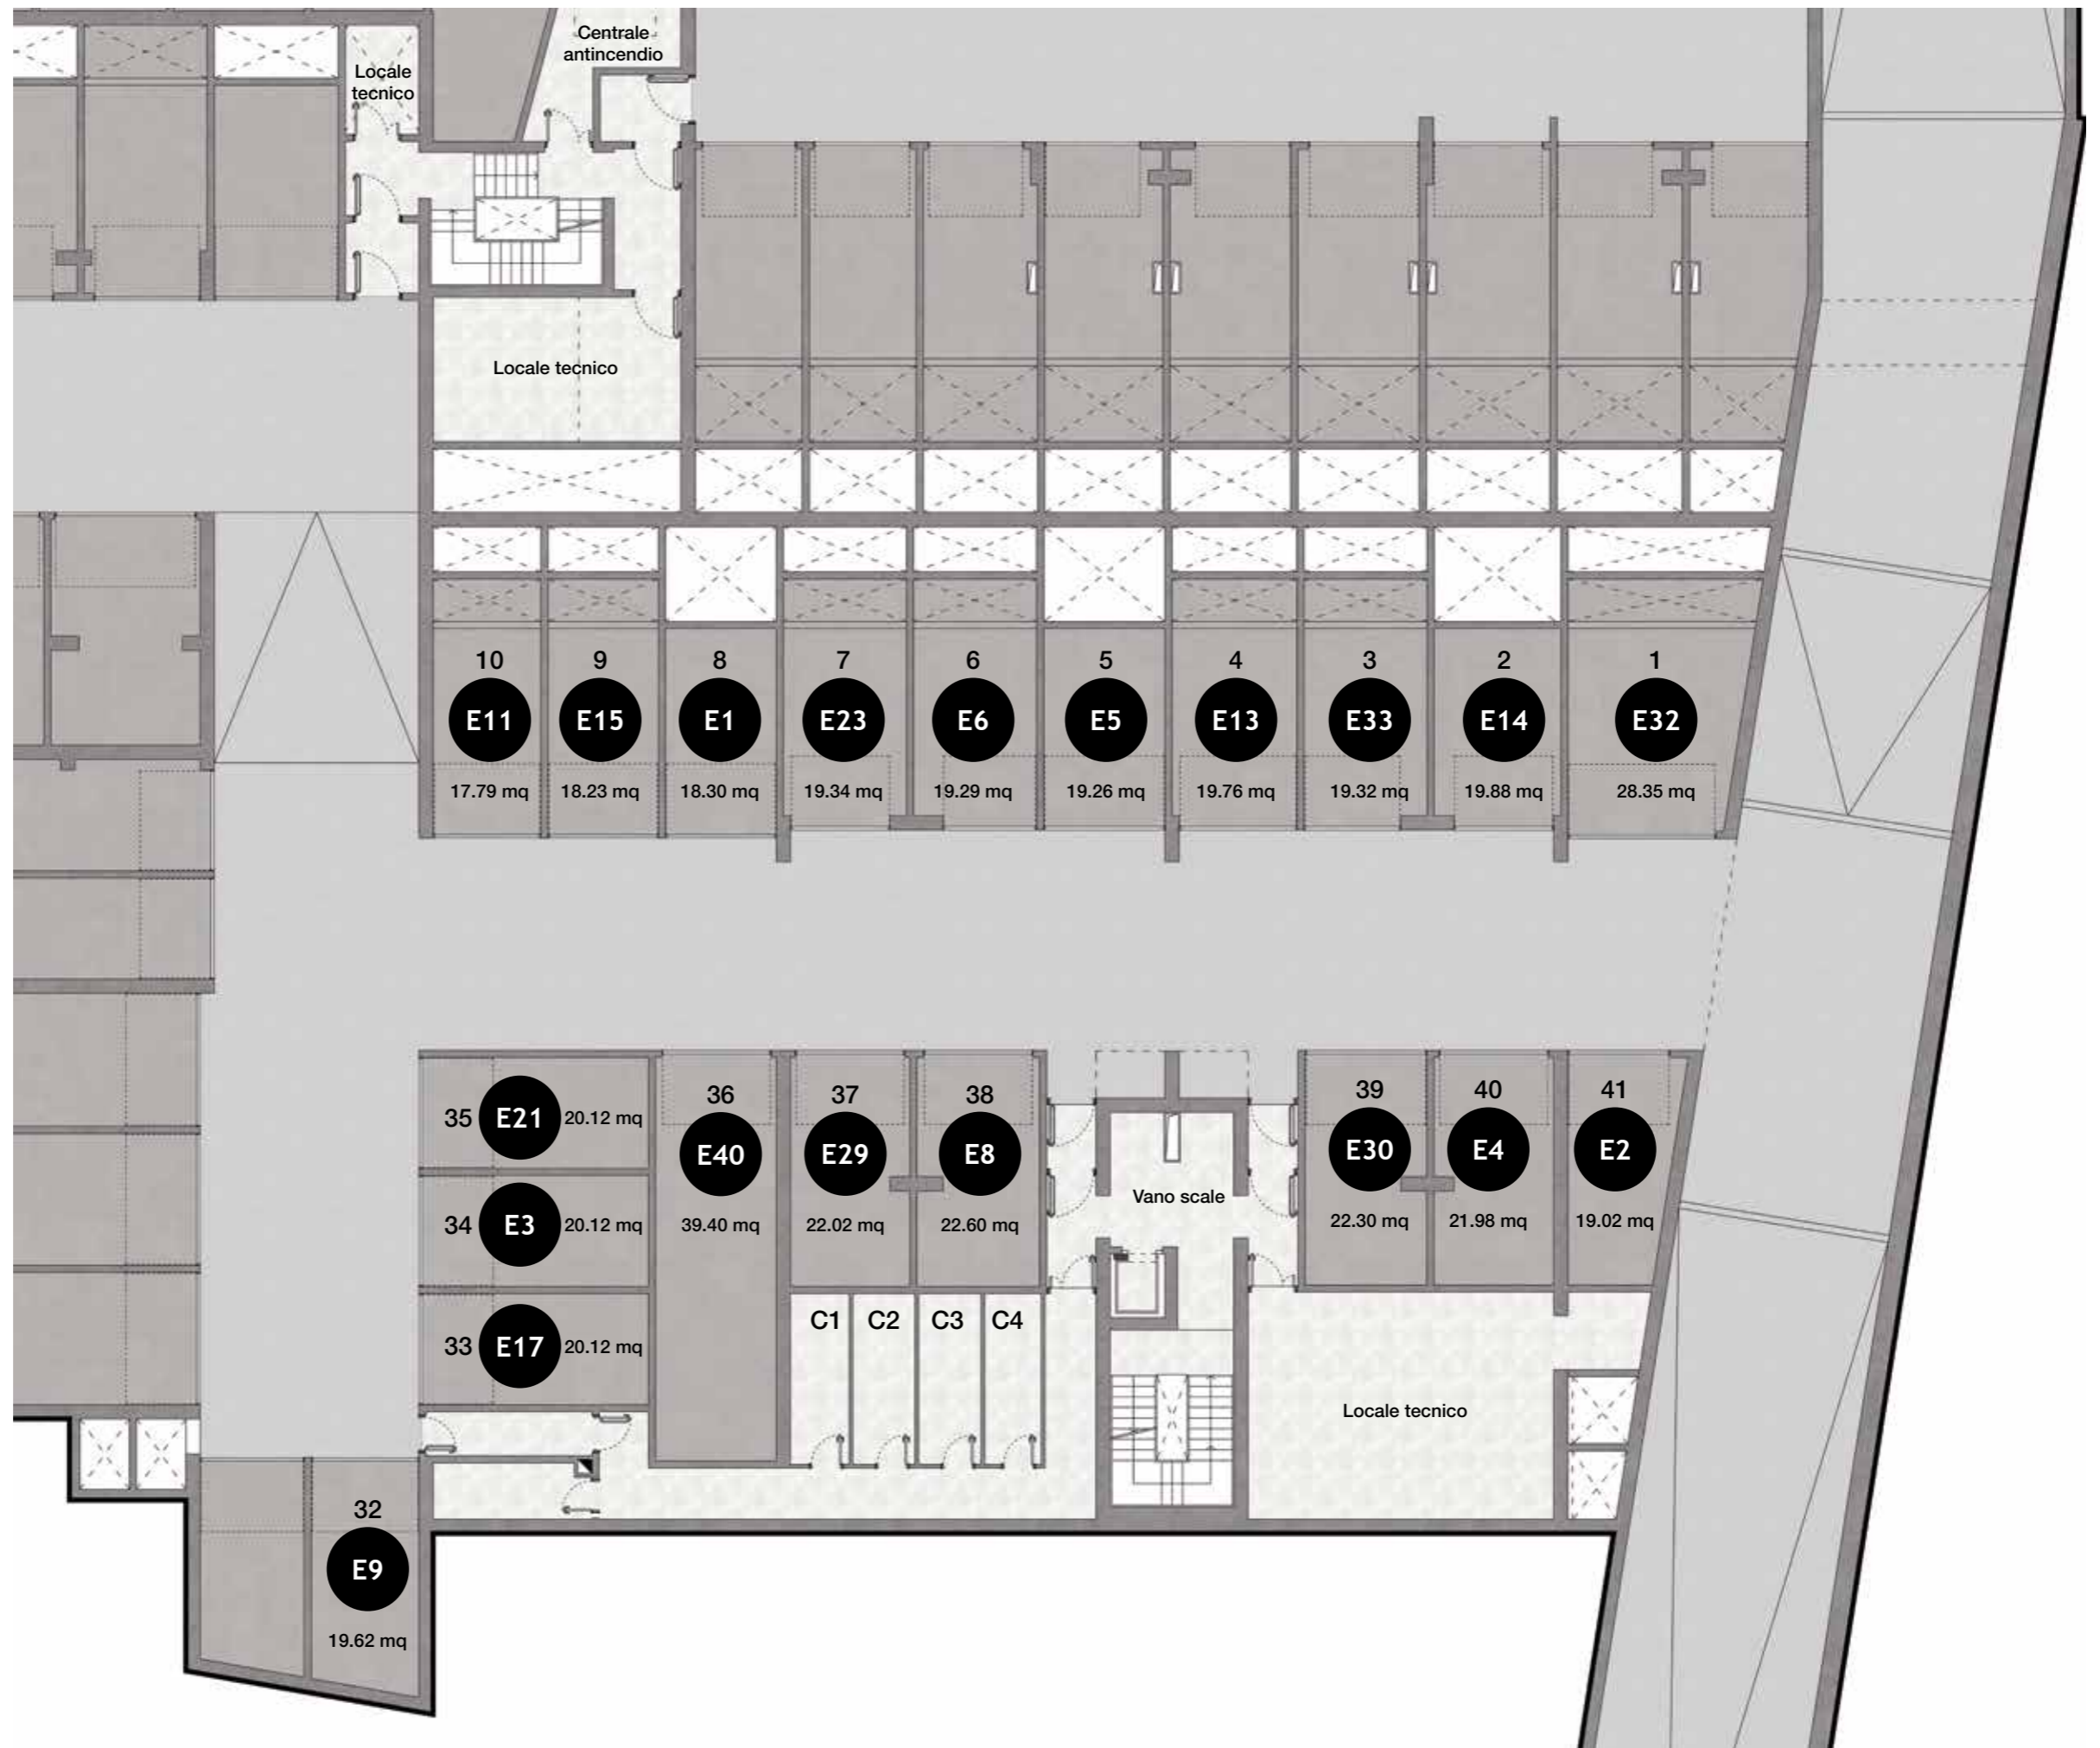 Centrale
antincendio
Locale
tecnico
Locale tecnico
10 9 8 7 6 5 4 3 2 1
E11 E15 E1 E23 E6 E5 E13 E33 E14 E32
17.79 mq 18.23 mq 18.30 mq 19.34 mq 19.29 mq 19.26 mq 19.76 mq 19.32 mq 19.88 mq 28.35 mq
35 E21 20.12 mq
34 E3 20.12 mq
33 E17 20.12 mq
36
E40
39.40 mq
37
E29
22.02 mq
38
E8
22.60 mq
Vano scale
39
E30
22.30 mq
40
E4
21.98 mq
41
E2
19.02 mq
C1 C2 C3 C4
Locale tecnico
32
E9
19.62 mq